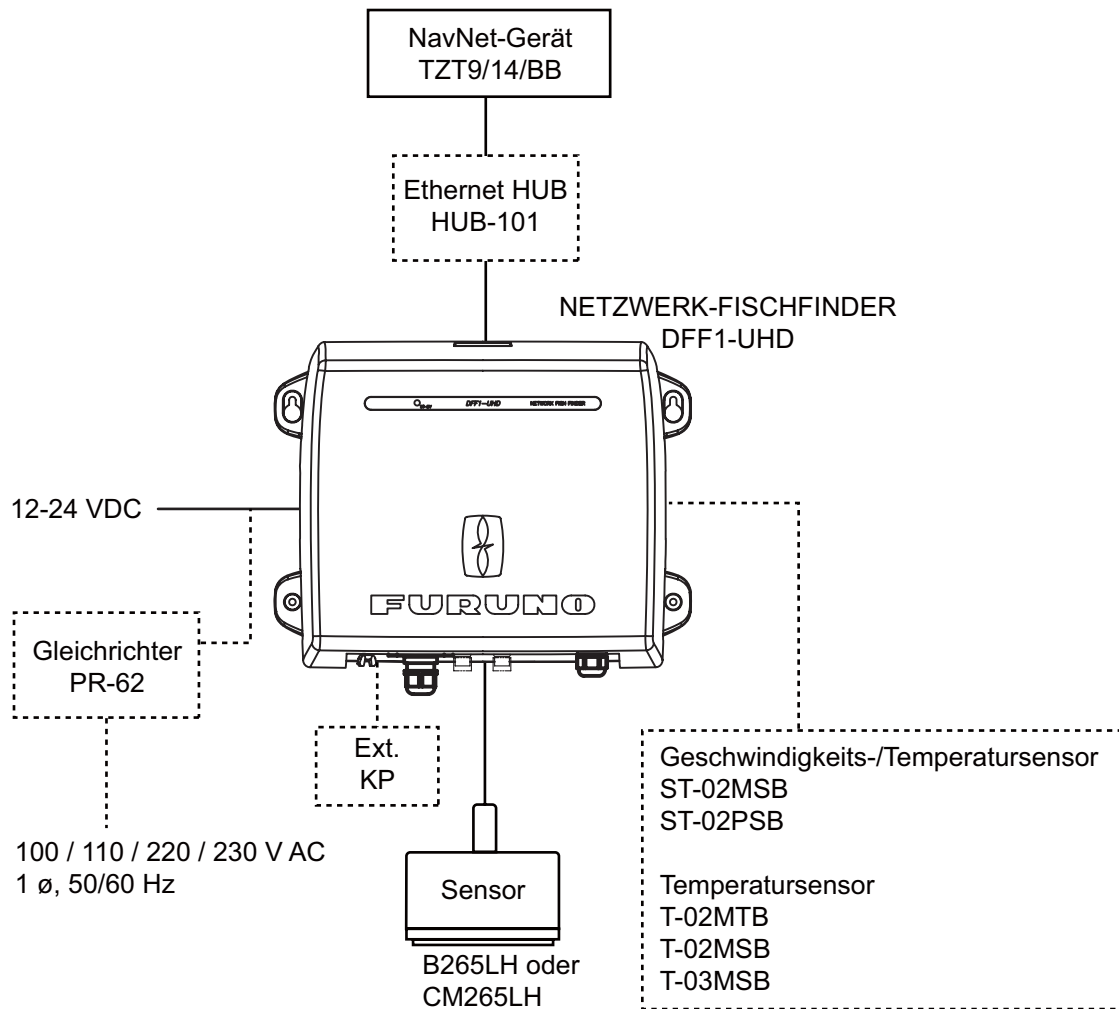 NavNet-Gerät
TZT9/14/BB
Ethernet HUB
HUB-101
NETZWERK-FISCHFINDER
DFF1-UHD
DFF1-UHD
NETWORK FISH FINDER
12-24 VDC
FURUNO
Gleichrichter
PR-62
Ext.
KP
100 / 110 / 220 / 230 V AC
1 ø, 50/60 Hz
Sensor
B265LH oder
CM265LH
Geschwindigkeits-/Temperatursensor
ST-02MSB
ST-02PSB
Temperatursensor
T-02MTB
T-02MSB
T-03MSB